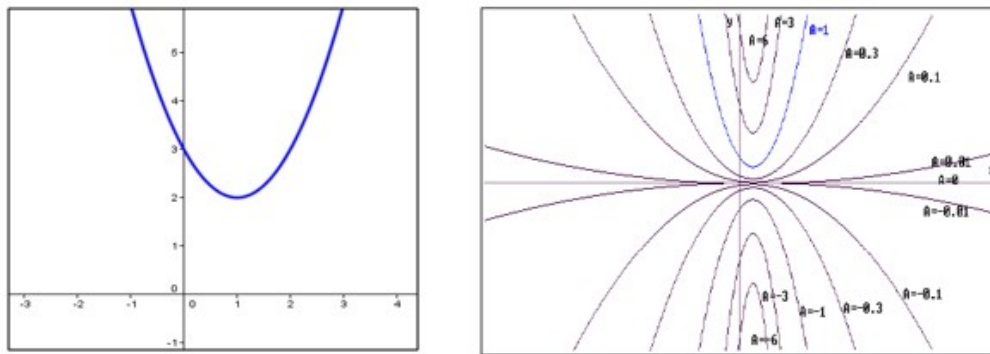 5
4
3
2
1
0
-3 -2 -1 0 1 2 3 4
-1
y
A=6
A=3
A=1
A=0.3
A=0.1
A=0.01
A=0
A=-0.01
A=-3
A=-1
A=-0.3
A=-0.1
A=-6